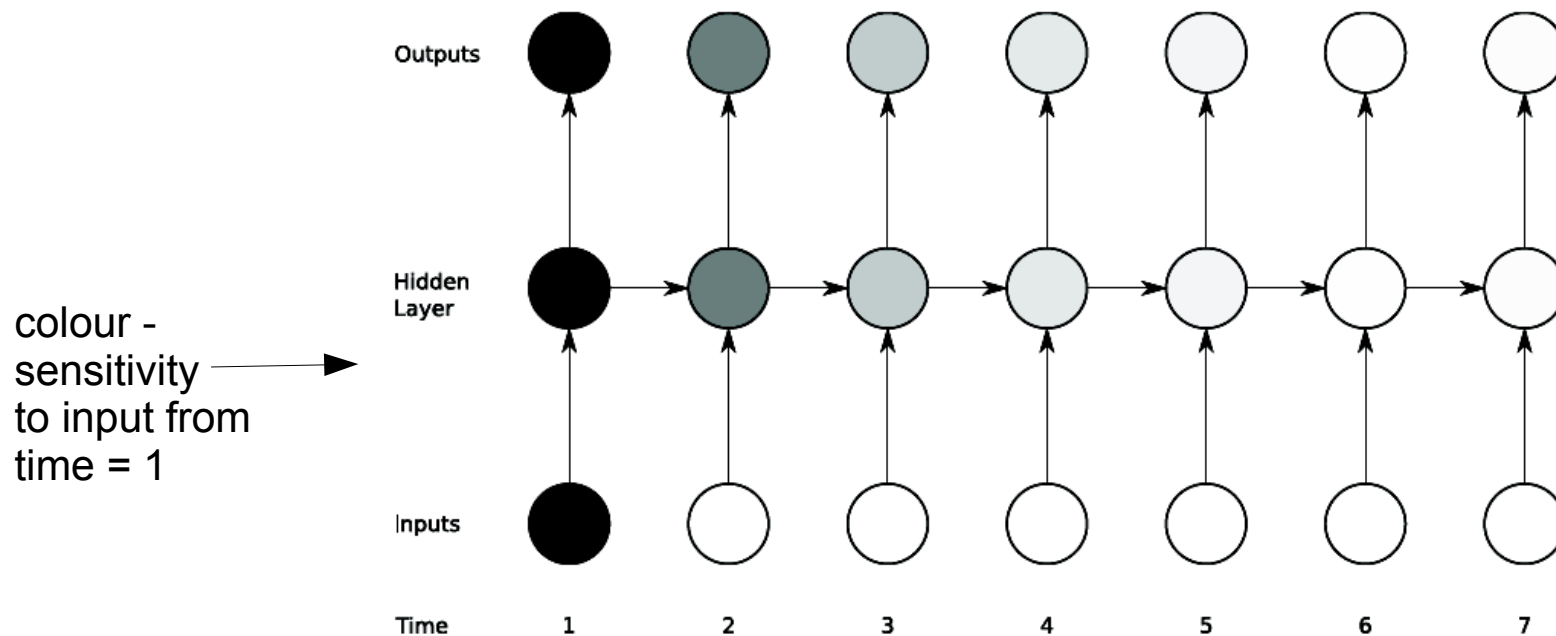 Outputs
Hidden
Layer
colour -
sensitivity
to input from
time = 1
Inputs
Time 1 2 3 4 5 6 7